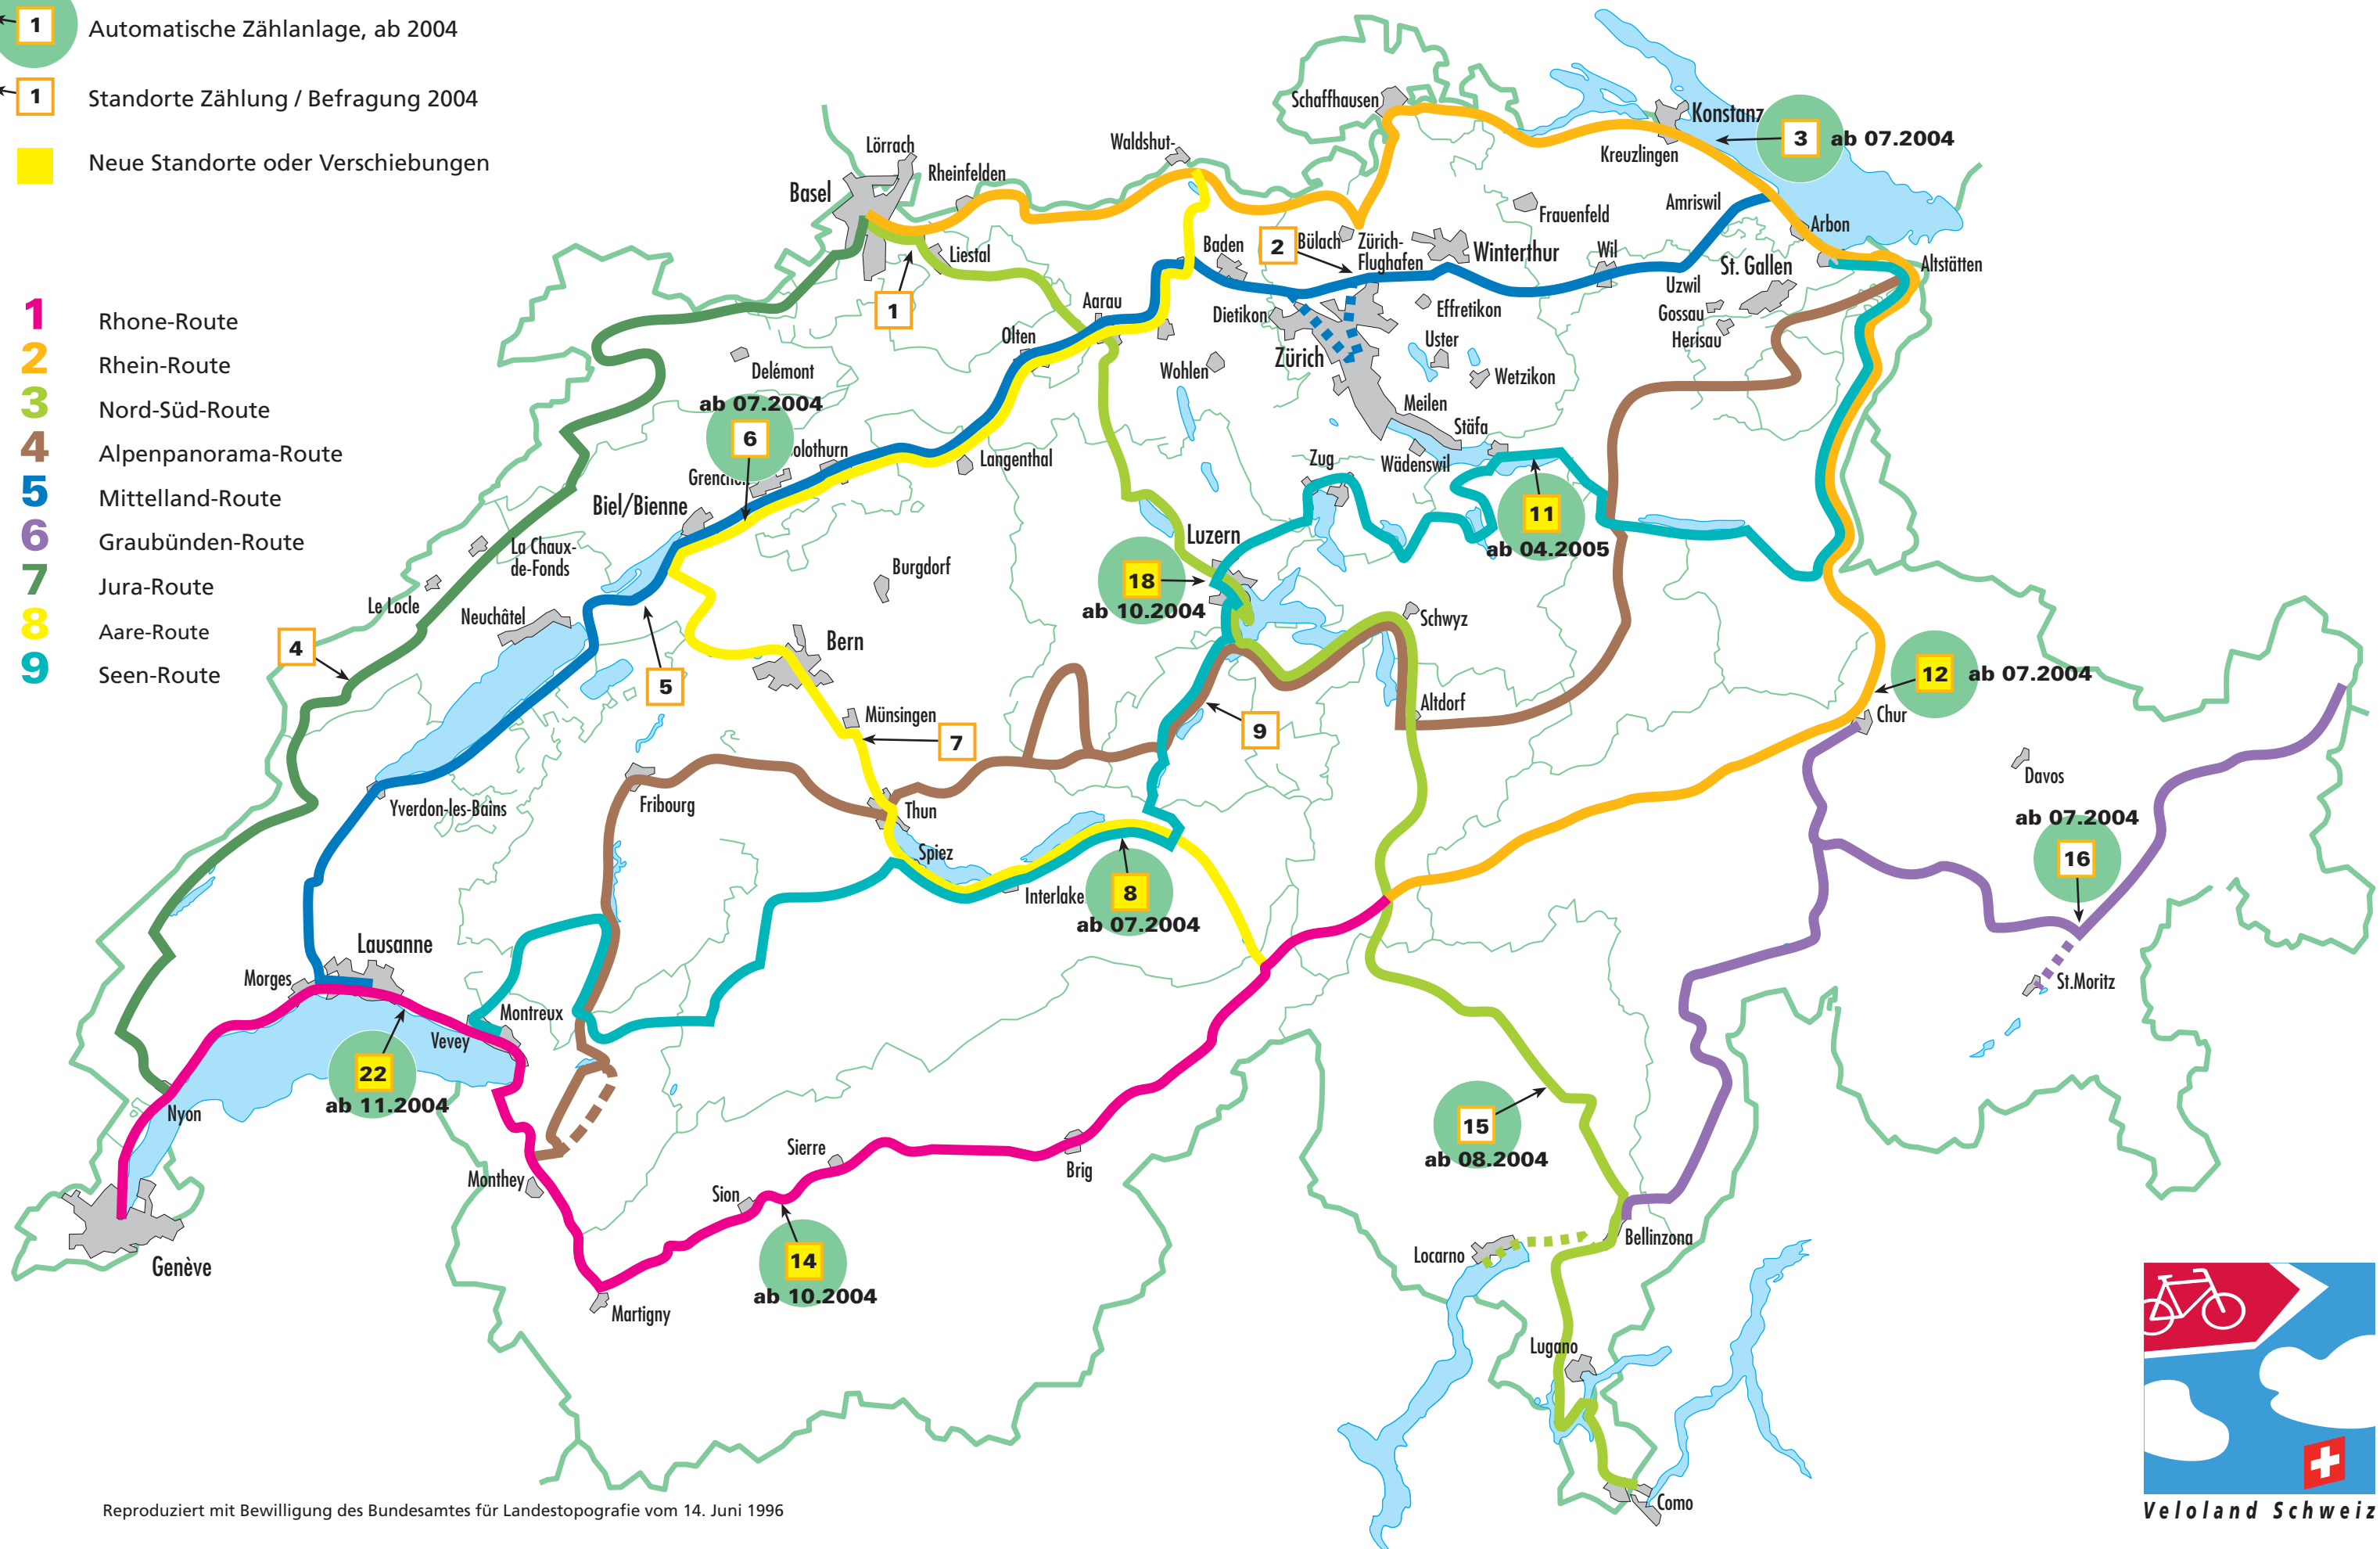 1 Automatische Zählanlage, ab 2004
1 Standorte Zählung / Befragung 2004
Neue Standorte oder Verschiebungen
1 Rhone-Route
2 Rhein-Route
3 Nord-Süd-Route
4 Alpenpanorama-Route
5 Mittelland-Route
6 Graubünden-Route
7 Jura-Route
8 Aare-Route
9 Seen-Route
Schaffhausen
Konstanz
3 ab 07.2004
Kreuzlingen
Lörrach
Waldshut-
Rheinfelden
Basel
Frauenfeld
Amriswil
Arbon
Liestal
Baden
2
Bülach
Zürich-
Flughafen
Winterthur
Wil
St. Gallen
Altstätten
Uzwil
1
Aarau
Dietikon
Effretikon
Gossau
Herisau
Olten
Zürich
Uster
Wetzikon
Wohlen
Delémont
ab 07.2004
6
Meilen
Stäfa
Wädenswil
Zug
olothurn
Langenthal
Grenche
Biel/Bienne
11
ab 04.2005
Luzern
La Chaux-
de-Fonds
Burgdorf
18
ab 10.2004
Le Locle
Neuchâtel
Schwyz
4
Bern
5
12 ab 07.2004
Altdorf
Chur
Münsingen
7
9
Davos
Yverdon-les-Bains
Fribourg
Thun
ab 07.2004
16
Spiez
Interlake
8
ab 07.2004
Lausanne
Morges
St.Moritz
Montreux
Vevey
22
ab 11.2004
Nyon
15
ab 08.2004
Sierre
Brig
Monthey
Sion
Bellinzona
Locarno
Genève
14
ab 10.2004
Martigny
Lugano
Como
Reproduziert mit Bewilligung des Bundesamtes für Landestopografie vom 14. Juni 1996
Veloland Schweiz